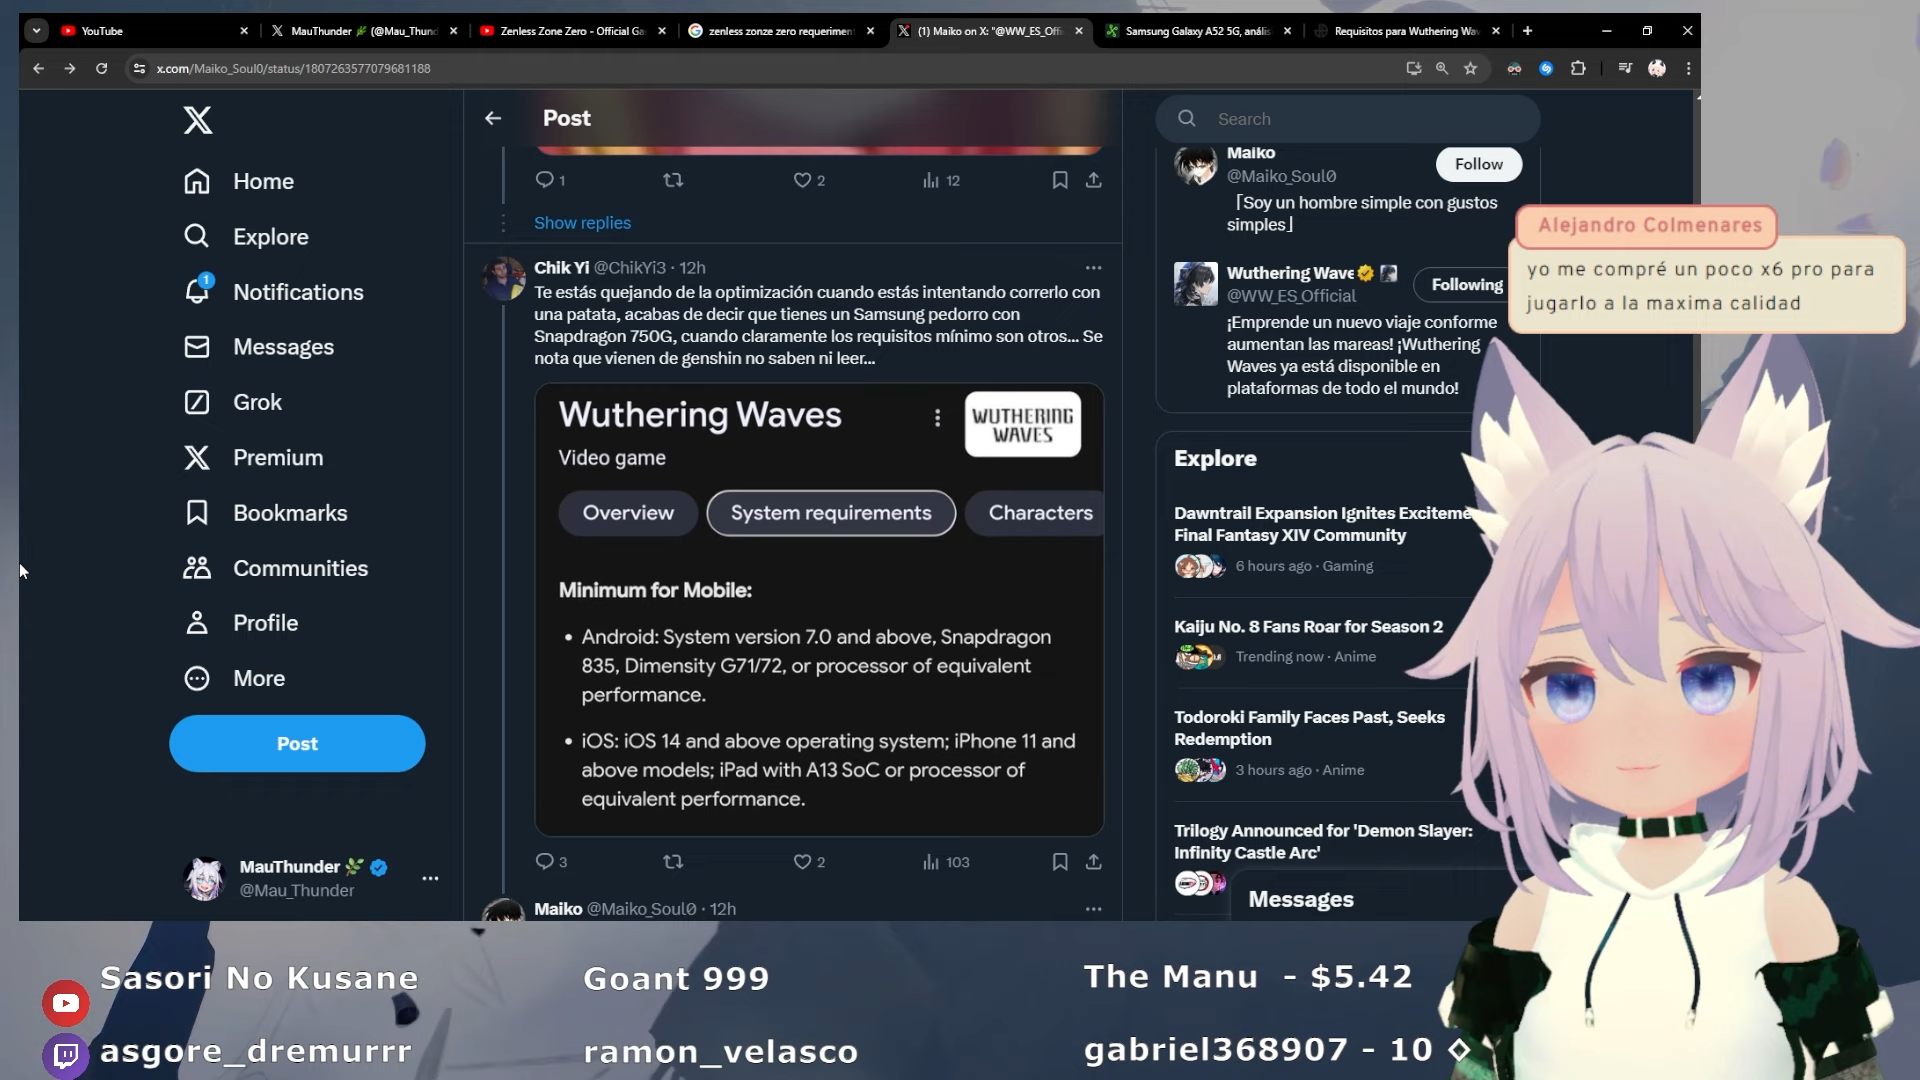 YouTube
MauThunder 🌿 (@Mau_Thund
Zenless Zone Zero - Official Ga
zenless zonze zero requerimen
(1) Maiko on X: "@WW_ES_Offi
Samsung Galaxy A52 5G, anális
Requisitos para Wuthering Wav
x.com/Maiko_Soul0/status/1807263577079681188
Home
Explore
1
Notifications
Messages
Grok
Premium
Bookmarks
Communities
Profile
More
Post
MauThunder 🌿
@Mau_Thunder
Post
1
2
12
Show replies
Chik Yi @ChikYi3 · 12h
Te estás quejando de la optimización cuando estás intentando correrlo con
una patata, acabas de decir que tienes un Samsung pedorro con
Snapdragon 750G, cuando claramente los requisitos mínimo son otros... Se
nota que vienen de genshin no saben ni leer...
Wuthering Waves
Video game
WUTHERING
WAVES
Overview
System requirements
Characters
Minimum for Mobile:
• Android: System version 7.0 and above, Snapdragon
835, Dimensity G71/72, or processor of equivalent
performance.
• iOS: iOS 14 and above operating system; iPhone 11 and
above models; iPad with A13 SoC or processor of
equivalent performance.
3
2
103
Maiko @Maiko_Soul0 · 12h
Search
Maiko
@Maiko_Soul0
Follow
「Soy un hombre simple con gustos
simples」
Wuthering Wave
@WW_ES_Official
Following
¡Emprende un nuevo viaje conforme
aumentan las mareas! ¡Wuthering
Waves ya está disponible en
plataformas de todo el mundo!
Explore
Dawntrail Expansion Ignites Exciteme
Final Fantasy XIV Community
6 hours ago · Gaming
Kaiju No. 8 Fans Roar for Season 2
Trending now · Anime
Todoroki Family Faces Past, Seeks
Redemption
3 hours ago · Anime
Trilogy Announced for 'Demon Slayer:
Infinity Castle Arc'
Messages
Alejandro Colmenares
yo me compré un poco x6 pro para
jugarlo a la maxima calidad
Sasori No Kusane
Goant 999
The Manu - $5.42
asgore_dremurrr
ramon_velasco
gabriel368907 - 10